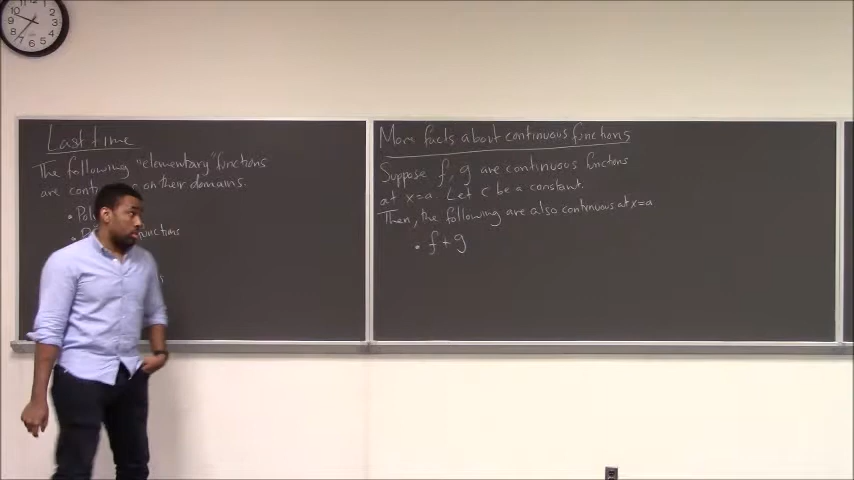 Last time
The following "elementary" functions
are cont on their domains.
• Pol
functions
More facts about continuous functions
Suppose f, g are continuous functions
at x=a. Let c be a constant.
Then, the following are also continuous at x=a
• f+g